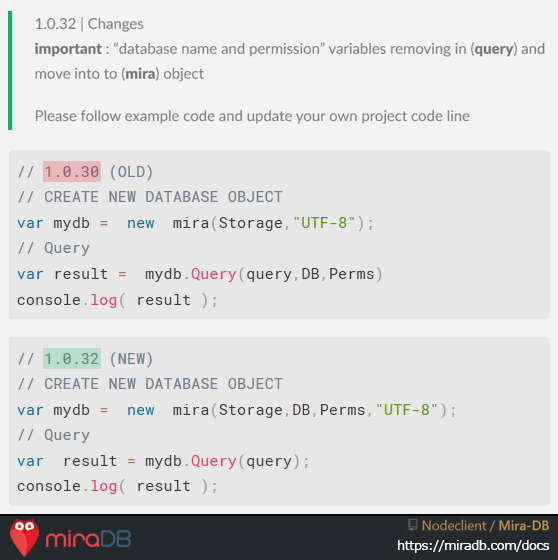 1.0.32 | Changes
important : “database name and permission” variables removing in (query) and
move into to (mira) object
Please follow example code and update your own project code line
// 1.0.30 (OLD)
// CREATE NEW DATABASE OBJECT
var mydb =  new  mira(Storage,"UTF-8");
// Query
var result =  mydb.Query(query,DB,Perms)
console.log( result );
// 1.0.32 (NEW)
// CREATE NEW DATABASE OBJECT
var mydb =  new  mira(Storage,DB,Perms,"UTF-8");
// Query
var  result = mydb.Query(query);
console.log( result );
miraDB
Nodeclient / Mira-DB
https://miradb.com/docs